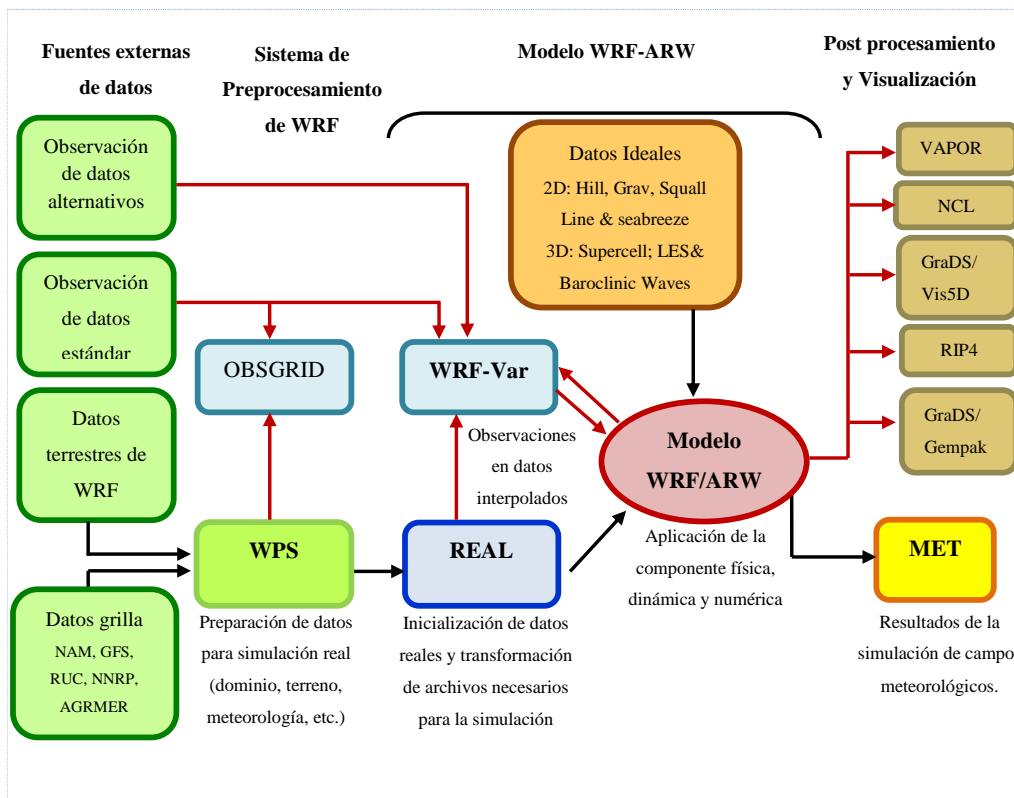 Fuentes externas
de datos
Sistema de
Preprocesamiento
de WRF
Modelo WRF-ARW
Post procesamiento
y Visualización
Observación
de datos
alternativos
Observación
de datos
estándar
Datos
terrestres de
WRF
Datos grilla
NAM, GFS,
RUC, NNRP,
AGRMER
OBSGRID
WPS
Preparación de datos
para simulación real
(dominio, terreno,
meteorología, etc.)
Datos Ideales
2D: Hill, Grav, Squall
Line & seabreeze
3D: Supercell; LES&
Baroclinic Waves
WRF-Var
Observaciones
en datos
interpolados
REAL
Inicialización de datos
reales y transformación
de archivos necesarios
para la simulación
Modelo
WRF/ARW
Aplicación de la
componente física,
dinámica y numérica
VAPOR
NCL
GraDS/
Vis5D
RIP4
GraDS/
Gempak
MET
Resultados de la
simulación de campo
meteorológicos.